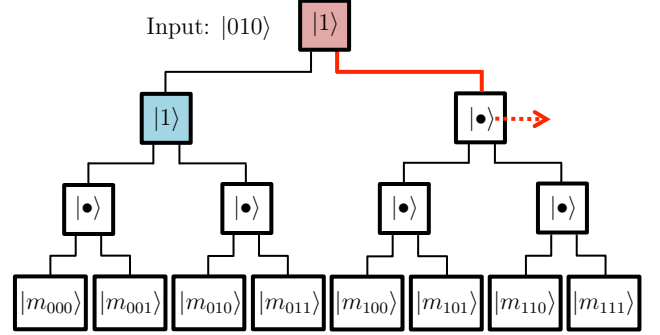 Input: |010⟩ |1⟩
|1⟩ |•⟩
|•⟩ |•⟩ |•⟩ |•⟩
|m₀₀₀⟩ |m₀₀₁⟩ |m₀₁₀⟩ |m₀₁₁⟩ |m₁₀₀⟩ |m₁₀₁⟩ |m₁₁₀⟩ |m₁₁₁⟩